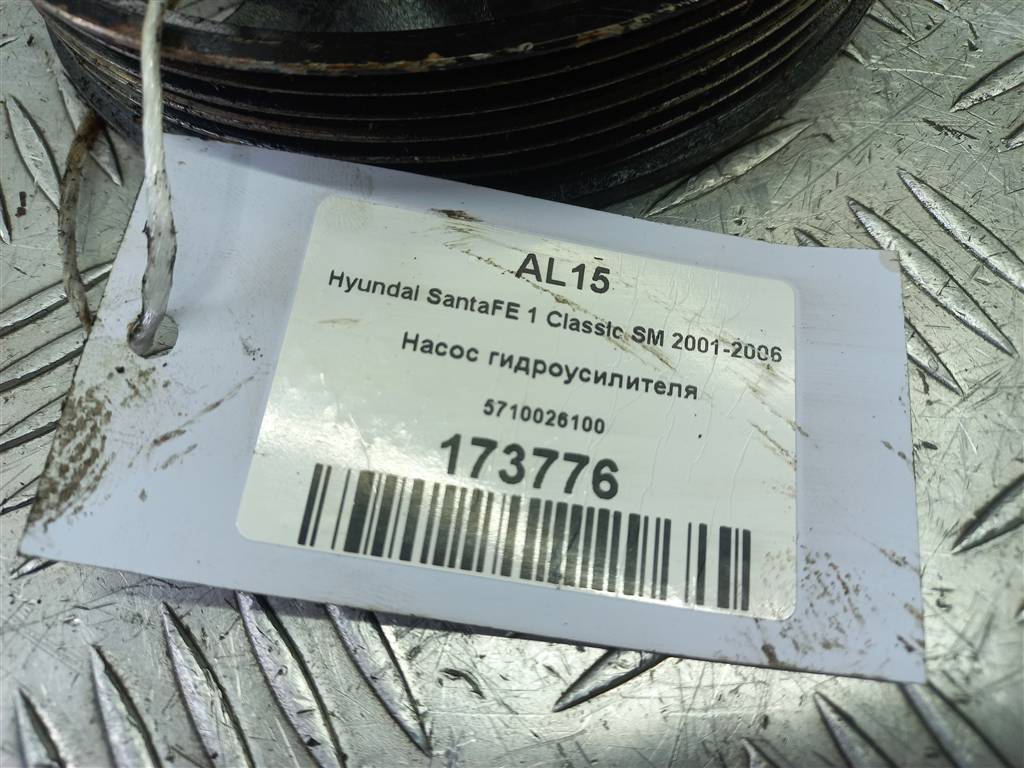 AL15
Hyundai SantaFE 1 Classic SM 2001-2006
Насос гидроусилителя
5710026100
173776